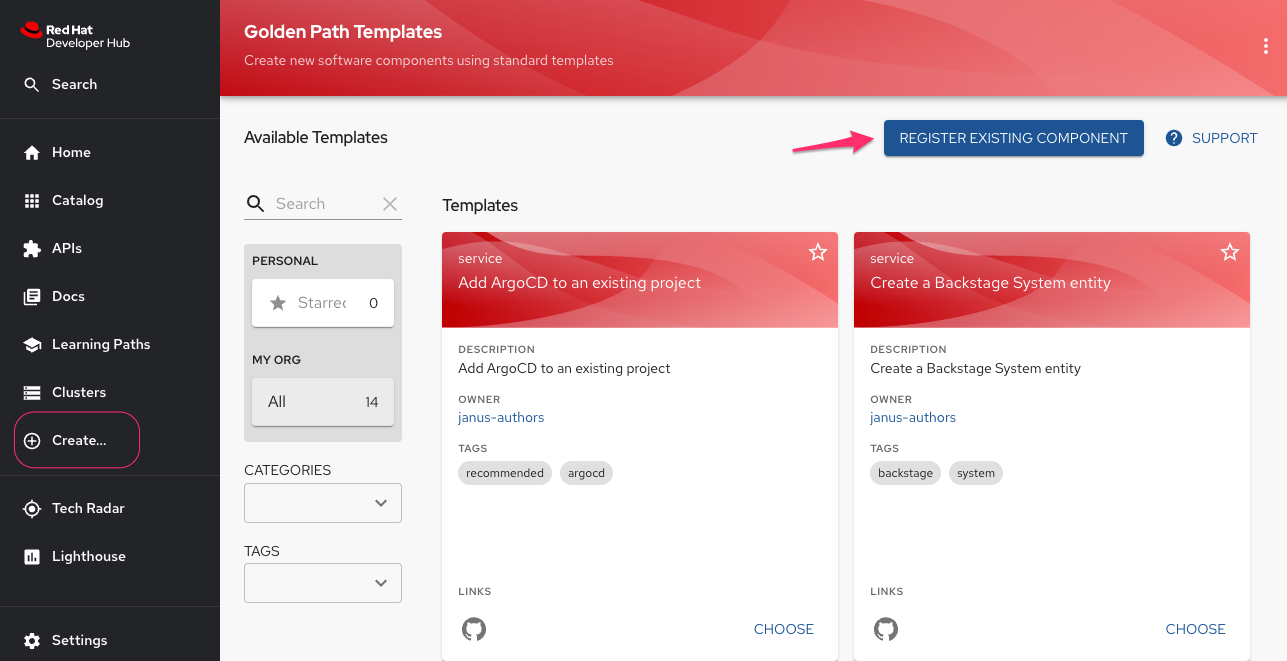 Red Hat
Developer Hub
Search
Home
Catalog
APIs
Docs
Learning Paths
Clusters
Create...
Tech Radar
Lighthouse
Settings
Golden Path Templates
Create new software components using standard templates
Available Templates
REGISTER EXISTING COMPONENT
? SUPPORT
Search
PERSONAL
Starred 0
MY ORG
All 14
CATEGORIES
TAGS
Templates
service
Add ArgoCD to an existing project
DESCRIPTION
Add ArgoCD to an existing project
OWNER
janus-authors
TAGS
recommended argocd
LINKS
CHOOSE
service
Create a Backstage System entity
DESCRIPTION
Create a Backstage System entity
OWNER
janus-authors
TAGS
backstage system
LINKS
CHOOSE